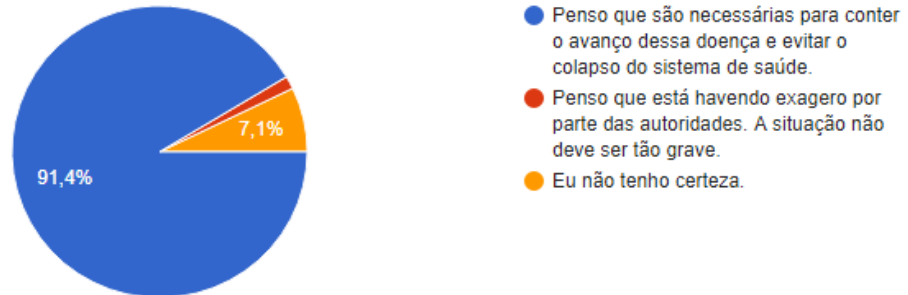 Penso que são necessárias para conter
o avanço dessa doença e evitar o
colapso do sistema de saúde.
Penso que está havendo exagero por
parte das autoridades. A situação não
deve ser tão grave.
Eu não tenho certeza.
7,1%
91,4%